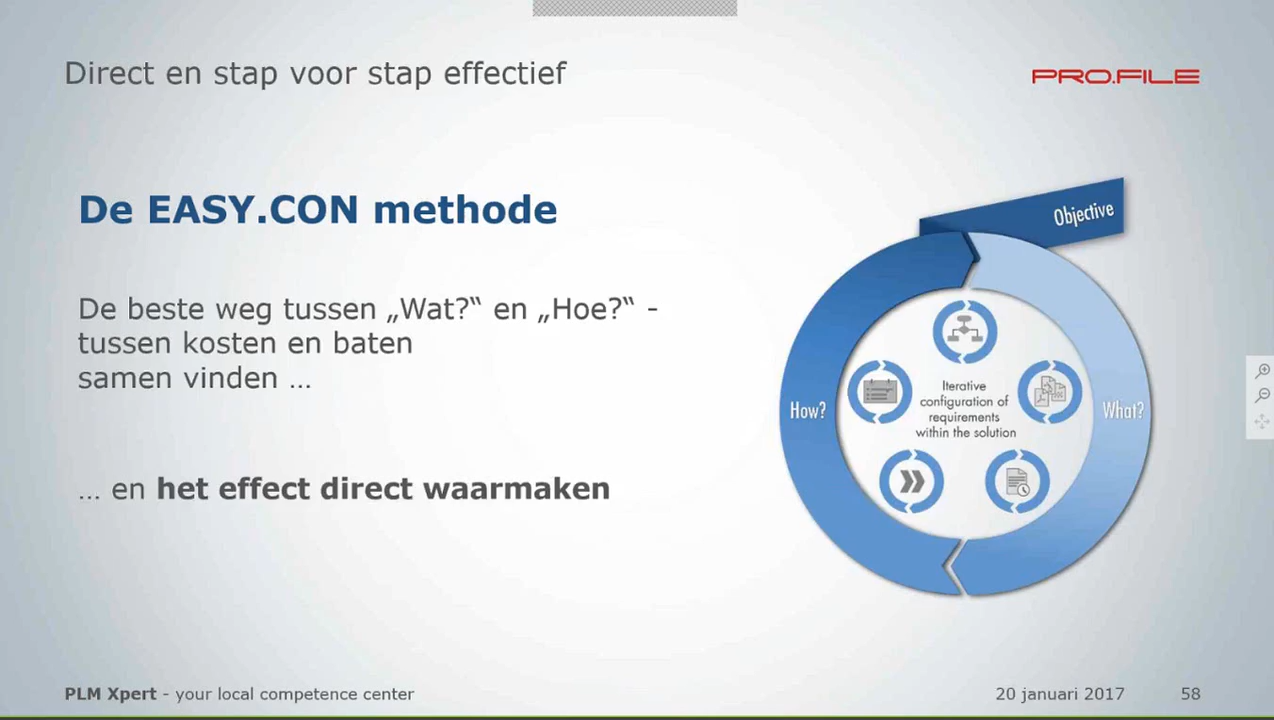 Direct en stap voor stap effectief
PRO.FILE
De EASY.CON methode
De beste weg tussen „Wat?“ en „Hoe?“ -
tussen kosten en baten
samen vinden …
… en het effect direct waarmaken
Objective
How?
What?
Iterative
configuration of
requirements
within the solution
PLM Xpert - your local competence center
20 januari 2017
58